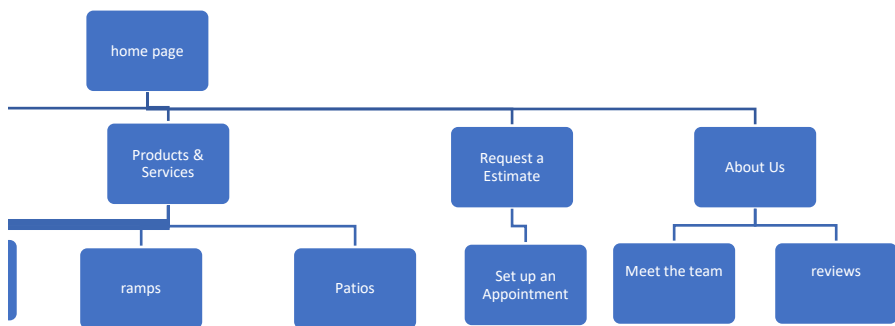 home page
Products &
Services
Request a
Estimate
About Us
ramps
Patios
Set up an
Appointment
Meet the team
reviews